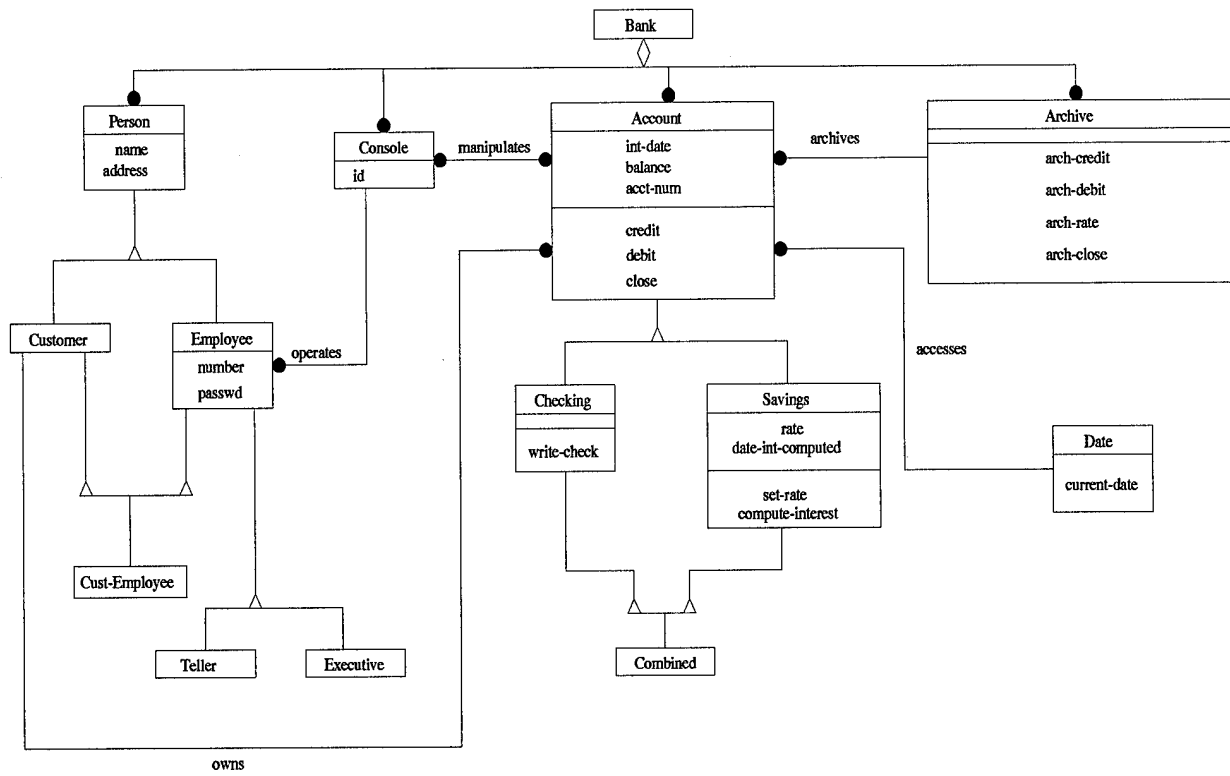 Bank
Person
name
address
Console
id
manipulates
Account
int-date
balance
acct-num
credit
debit
close
archives
Archive
arch-credit
arch-debit
arch-rate
arch-close
Customer
Employee
number
passwd
operates
accesses
Checking
write-check
Savings
rate
date-int-computed
set-rate
compute-interest
Date
current-date
Cust-Employee
Teller
Executive
Combined
owns